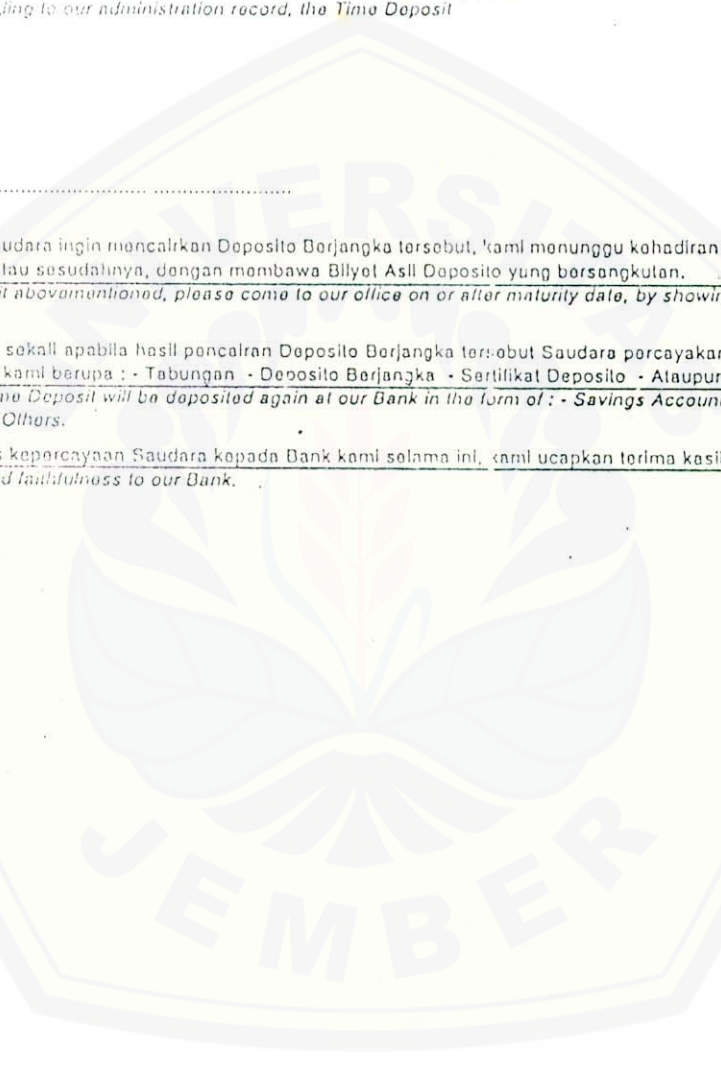 ding to our administration record, the Time Deposit
UNIVERSITA
udara ingin mencairkan Deposito Berjangka tersebut, kami menunggu kehadiran
tau sesudahnya, dengan membawa Bilyet Asli Deposito yang bersangkutan.
t abovementioned, please come to our office on or after maturity date, by showin
sekali apabila hasil pencairan Deposito Berjangka tersebut Saudara percayakan
kami berupa : - Tabungan - Deposito Berjangka - Sertifikat Deposito - Ataupun
me Deposit will be deposited again at our Bank in the form of : - Savings Account
Others.
s kepercayaan Saudara kepada Bank kami selama ini, kami ucapkan terima kasih
d faithfulness to our Bank.
JEMBER